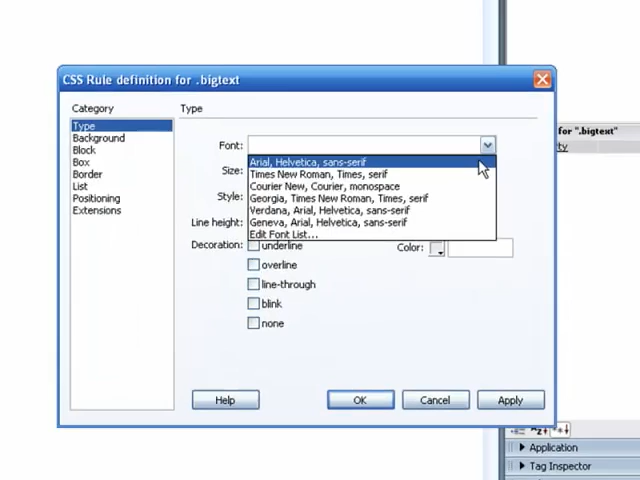 CSS Rule definition for .bigtext
Category
Type
Background
Block
Box
Border
List
Positioning
Extensions
Type
Font:
Arial, Helvetica, sans-serif
Times New Roman, Times, serif
Courier New, Courier, monospace
Georgia, Times New Roman, Times, serif
Verdana, Arial, Helvetica, sans-serif
Geneva, Arial, Helvetica, sans-serif
Edit Font List...
Size:
Style:
Line height:
Decoration:
underline
overline
line-through
blink
none
Color:
Help
OK
Cancel
Apply
for ".bigtext"
Application
Tag Inspector